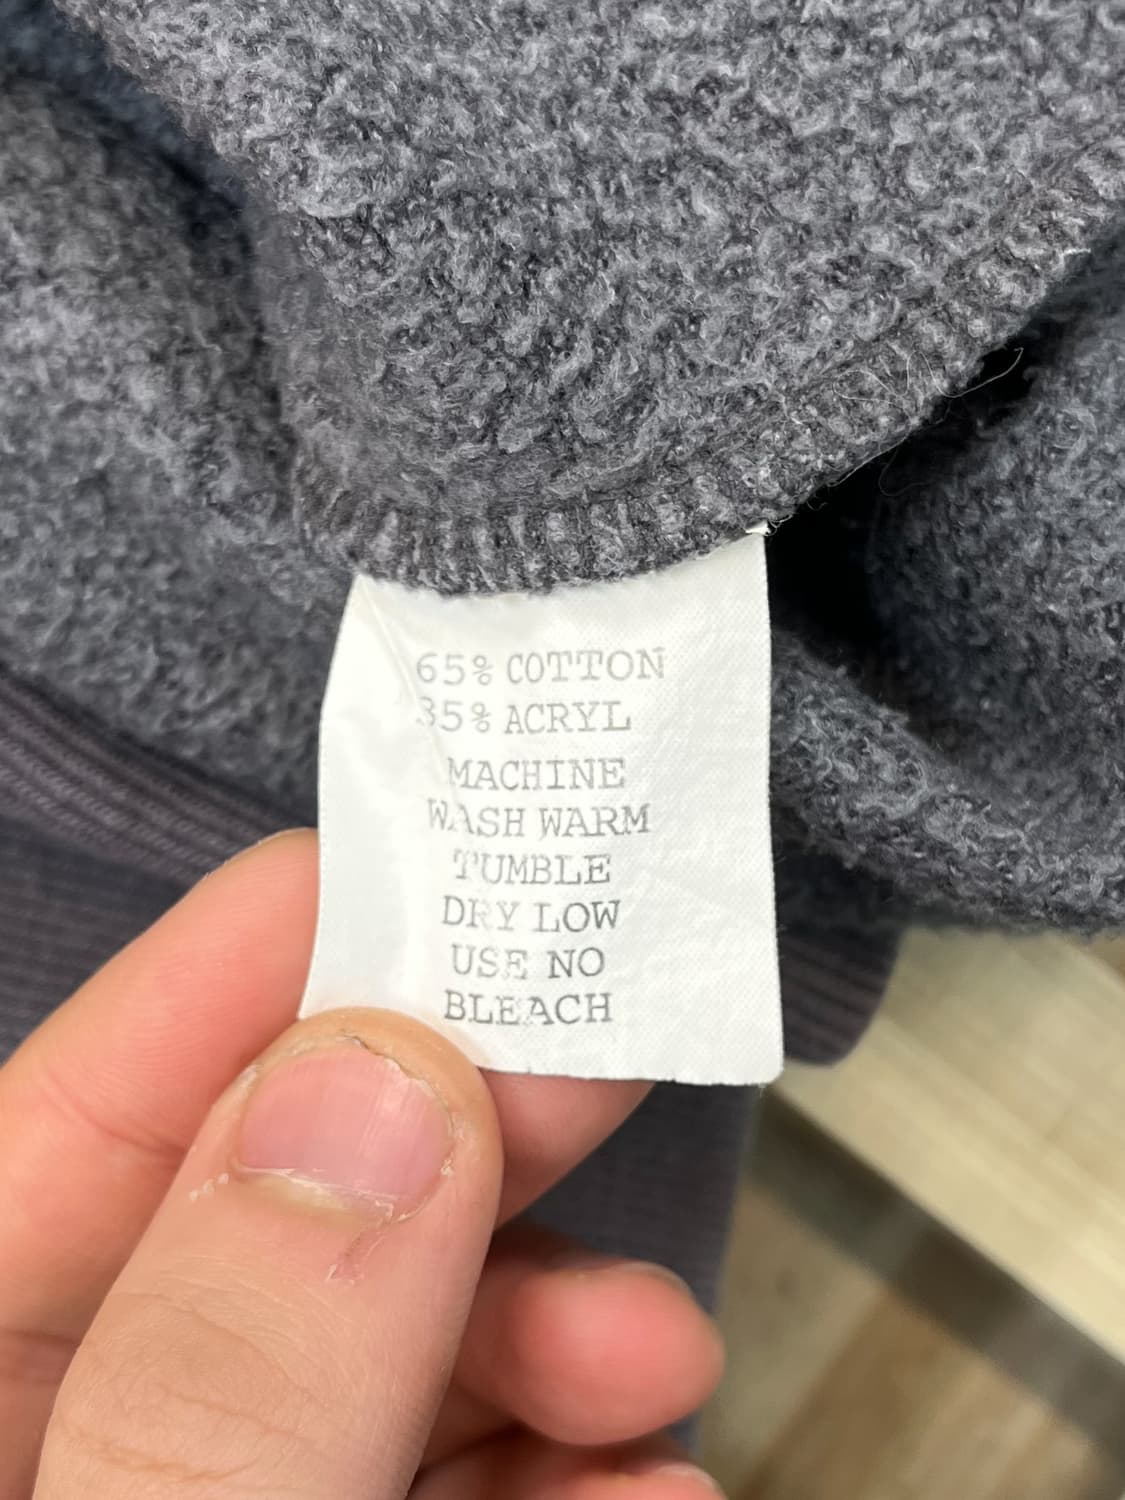 65% COTTON
35% ACRYL
MACHINE
WASH WARM
TUMBLE
DRY LOW
USE NO
BLEACH